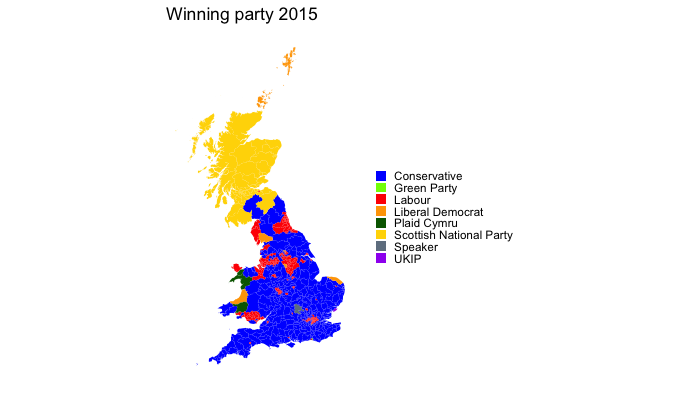 Winning party 2015
Conservative
Green Party
Labour
Liberal Democrat
Plaid Cymru
Scottish National Party
Speaker
UKIP